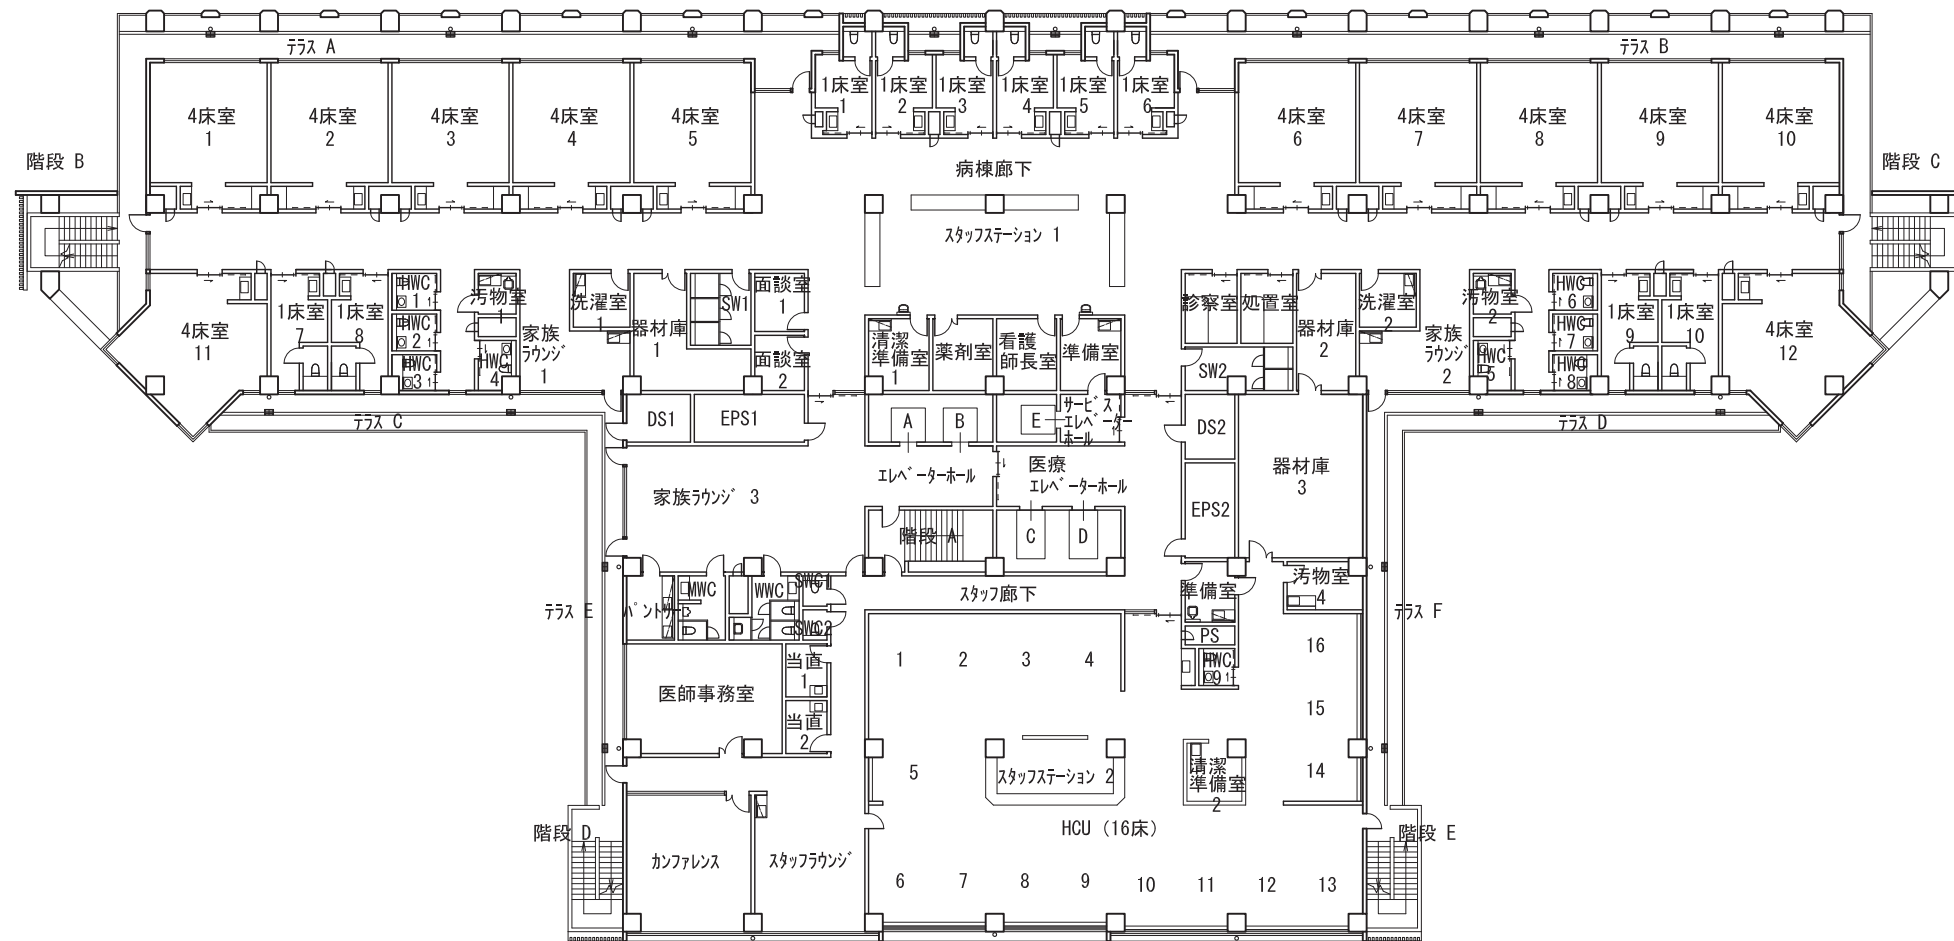 テラス A
テラス B
1床室
1
1床室
2
1床室
3
1床室
4
1床室
5
1床室
6
4床室
1
4床室
2
4床室
3
4床室
4
4床室
5
4床室
6
4床室
7
4床室
8
4床室
9
4床室
10
階段 B
病棟廊下
階段 C
スタッフステーション 1
4床室
11
1床室
7
1床室
8
HWC
1
HWC
2
HWC
3
汚物室
1
HWC
4
家族
ラウンジ
1
洗濯室
1
器材庫
1
SW1
面談室
1
面談室
2
清潔
準備室
1
薬剤室
看護
師長室
準備室
診察室
処置室
SW2
器材庫
2
洗濯室
2
家族
ラウンジ
2
汚物室
2
HWC
5
HWC
6
HWC
7
HWC
8
1床室
9
1床室
10
4床室
12
テラス C
DS1
EPS1
A
B
E
サービス
エレベーター
ホール
DS2
テラス D
家族ラウンジ 3
エレベーターホール
医療
エレベーターホール
EPS2
器材庫
3
階段 A
C
D
テラス E
パントリー
MWC
WWC
SWC1
SWC2
スタッフ廊下
準備室
汚物室
4
テラス F
PS
HWC
9
医師事務室
当直
1
当直
2
1
2
3
4
16
15
14
5
スタッフステーション 2
清潔
準備室
2
HCU (16床)
階段 D
カンファレンス
スタッフラウンジ
階段 E
6
7
8
9
10
11
12
13